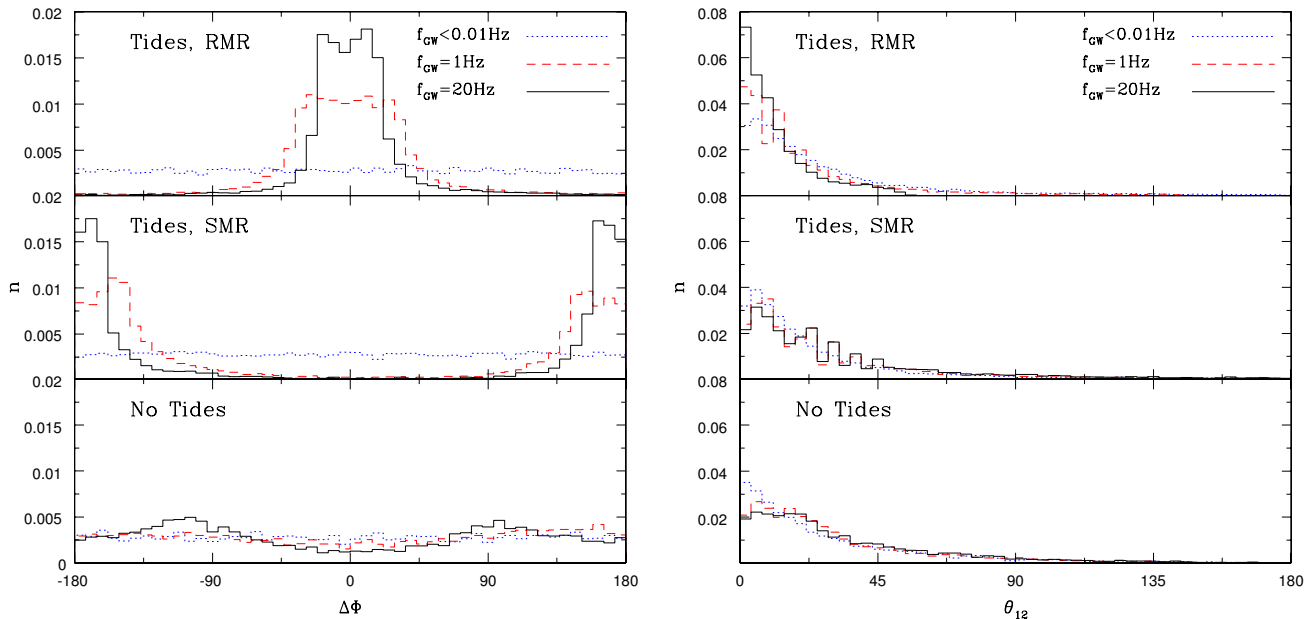 Tides, RMR
f_GW<0.01Hz
f_GW=1Hz
f_GW=20Hz
0.02
0.015
0.01
0.005
Tides, SMR
0.02
0.015
0.01
0.005
No Tides
0.02
0.015
0.01
0.005
0
n
-180 -90 0 90 180
ΔΦ
Tides, RMR
f_GW<0.01Hz
f_GW=1Hz
f_GW=20Hz
0.08
0.06
0.04
0.02
Tides, SMR
0.08
0.06
0.04
0.02
No Tides
0.08
0.06
0.04
0.02
0
n
0 45 90 135 180
θ_12